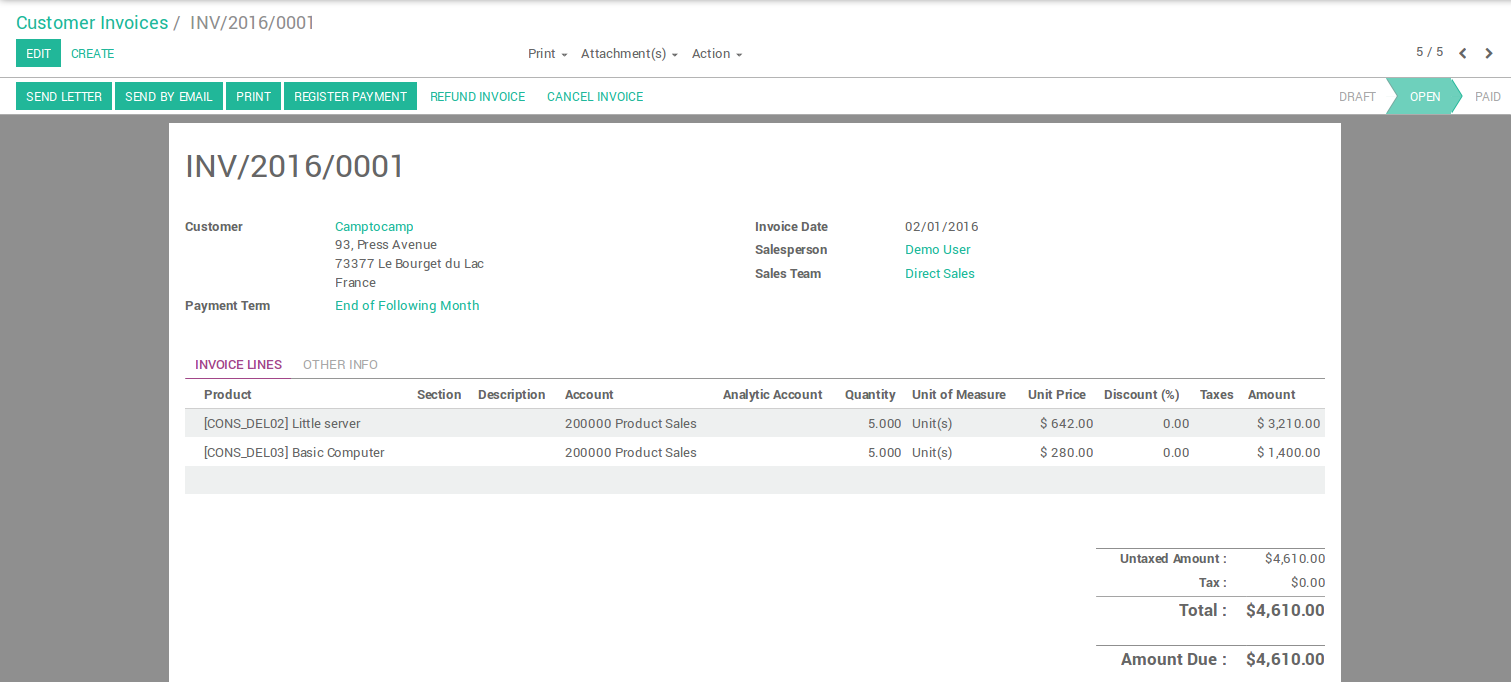 Customer Invoices / INV/2016/0001
EDIT CREATE Print Attachment(s) Action 5 / 5
SEND LETTER SEND BY EMAIL PRINT REGISTER PAYMENT REFUND INVOICE CANCEL INVOICE DRAFT OPEN PAID
INV/2016/0001
Customer Camptocamp Invoice Date 02/01/2016
93, Press Avenue Salesperson Demo User
73377 Le Bourget du Lac Sales Team Direct Sales
France
Payment Term End of Following Month
INVOICE LINES OTHER INFO
Product Section Description Account Analytic Account Quantity Unit of Measure Unit Price Discount (%) Taxes Amount
[CONS_DEL02] Little server 200000 Product Sales 5.000 Unit(s) $ 642.00 0.00 $ 3,210.00
[CONS_DEL03] Basic Computer 200000 Product Sales 5.000 Unit(s) $ 280.00 0.00 $ 1,400.00
Untaxed Amount : $4,610.00
Tax : $0.00
Total : $4,610.00
Amount Due : $4,610.00